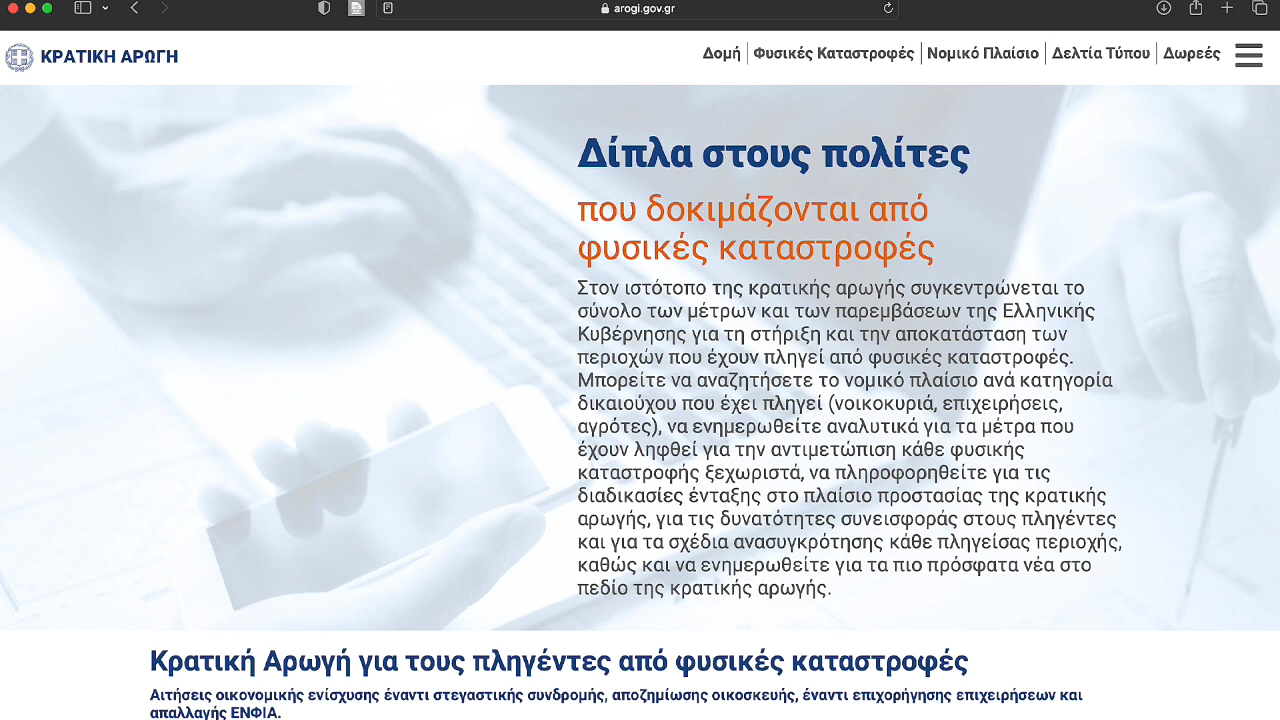 arogi.gov.gr
ΚΡΑΤΙΚΗ ΑΡΩΓΗ
Δομή
Φυσικές Καταστροφές
Νομικό Πλαίσιο
Δελτία Τύπου
Δωρεές
Δίπλα στους πολίτες
που δοκιμάζονται από
φυσικές καταστροφές
Στον ιστότοπο της κρατικής αρωγής συγκεντρώνεται το
σύνολο των μέτρων και των παρεμβάσεων της Ελληνικής
Κυβέρνησης για τη στήριξη και την αποκατάσταση των
περιοχών που έχουν πληγεί από φυσικές καταστροφές.
Μπορείτε να αναζητήσετε το νομικό πλαίσιο ανά κατηγορία
δικαιούχου που έχει πληγεί (νοικοκυριά, επιχειρήσεις,
αγρότες), να ενημερωθείτε αναλυτικά για τα μέτρα που
έχουν ληφθεί για την αντιμετώπιση κάθε φυσικής
καταστροφής ξεχωριστά, να πληροφορηθείτε για τις
διαδικασίες ένταξης στο πλαίσιο προστασίας της κρατικής
αρωγής, για τις δυνατότητες συνεισφοράς στους πληγέντες
και για τα σχέδια ανασυγκρότησης κάθε πληγείσας περιοχής,
καθώς και να ενημερωθείτε για τα πιο πρόσφατα νέα στο
πεδίο της κρατικής αρωγής.
Κρατική Αρωγή για τους πληγέντες από φυσικές καταστροφές
Αιτήσεις οικονομικής ενίσχυσης έναντι στεγαστικής συνδρομής, αποζημίωσης οικοσκευής, έναντι επιχορήγησης επιχειρήσεων και
απαλλαγής ΕΝΦΙΑ.